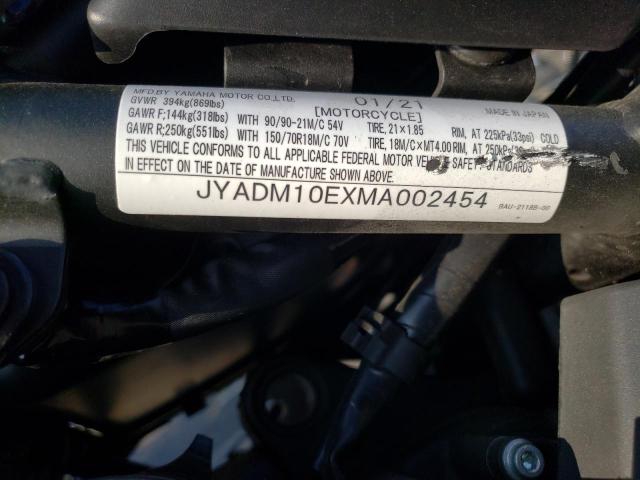 MFD.BY YAMAHA MOTOR CO.,LTD. 01/21 MADE IN JAPAN
GVWR 394kg(869lbs) [MOTORCYCLE]
GAWR F;144kg(318lbs) WITH 90/90-21M/C 54V TIRE, 21×1.85 RIM, AT 225kPa(33psi) COLD
GAWR R;250kg(551lbs) WITH 150/70R18M/C 70V TIRE, 18M/C×MT4.00 RIM, AT 250kPa
THIS VEHICLE CONFORMS TO ALL APPLICABLE FEDERAL MOTOR VEHICLE SAFETY STANDARDS
IN EFFECT ON THE DATE OF MANUFACTURE SHOWN ABOVE.
JYADM10EXMA002454
BAU-2118B-00